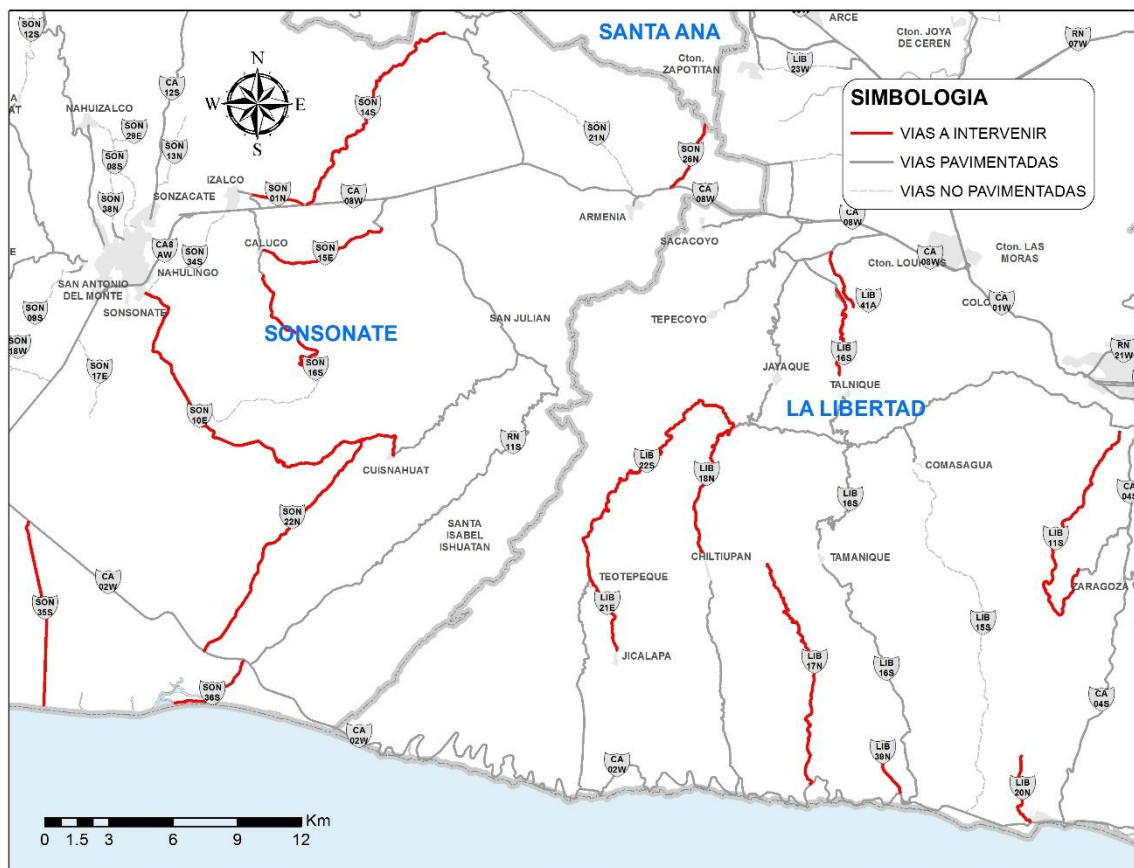 SON
12S
SANTA ANA
ARCE
Cton. JOYA
DE CEREN
RN
07W
Cton.
ZAPOTITAN
LIB
23W
CA
12S
N
W
E
S
SON
14S
NAHUIZALCO
SON
29E
SON
08S
SON
13N
SON
38N
SONZACATE
IZALCO
SON
01N
CA
08W
SON
21N
SON
26N
ARMENIA
CA
08W
SACACOYO
SIMBOLOGIA
VIAS A INTERVENIR
VIAS PAVIMENTADAS
VIAS NO PAVIMENTADAS
CA
08W
CA
08WS
Cton. LAS
MORAS
CA8
AW
SON
34S
NAHULINGO
CALUCO
SON
15E
SAN ANTONIO
DEL MONTE
SONSONATE
SON
09S
SON
18W
SON
17E
SONSONATE
SAN JULIAN
SON
16S
SON
10E
TEPECOYO
LIB
41A
CA
01W
LIB
16S
JAYAQUE
TALNIQUE
LA LIBERTAD
RN
21W
RN
11S
CUISNAHUAT
LIB
22S
LIB
18N
COMASAGUA
LIB
16S
CA
04S
SON
22N
SANTA
ISABEL
ISHUATAN
LIB
11S
CA
02W
TEOTEPEQUE
CHILTIUPAN
TAMANIQUE
ZARAGOZA
SON
35S
LIB
21E
LIB
15S
JICALAPA
LIB
17N
LIB
16S
SON
36S
CA
04S
CA
02W
CA
02W
LIB
39N
LIB
20N
Km
0 1.5 3 6 9 12